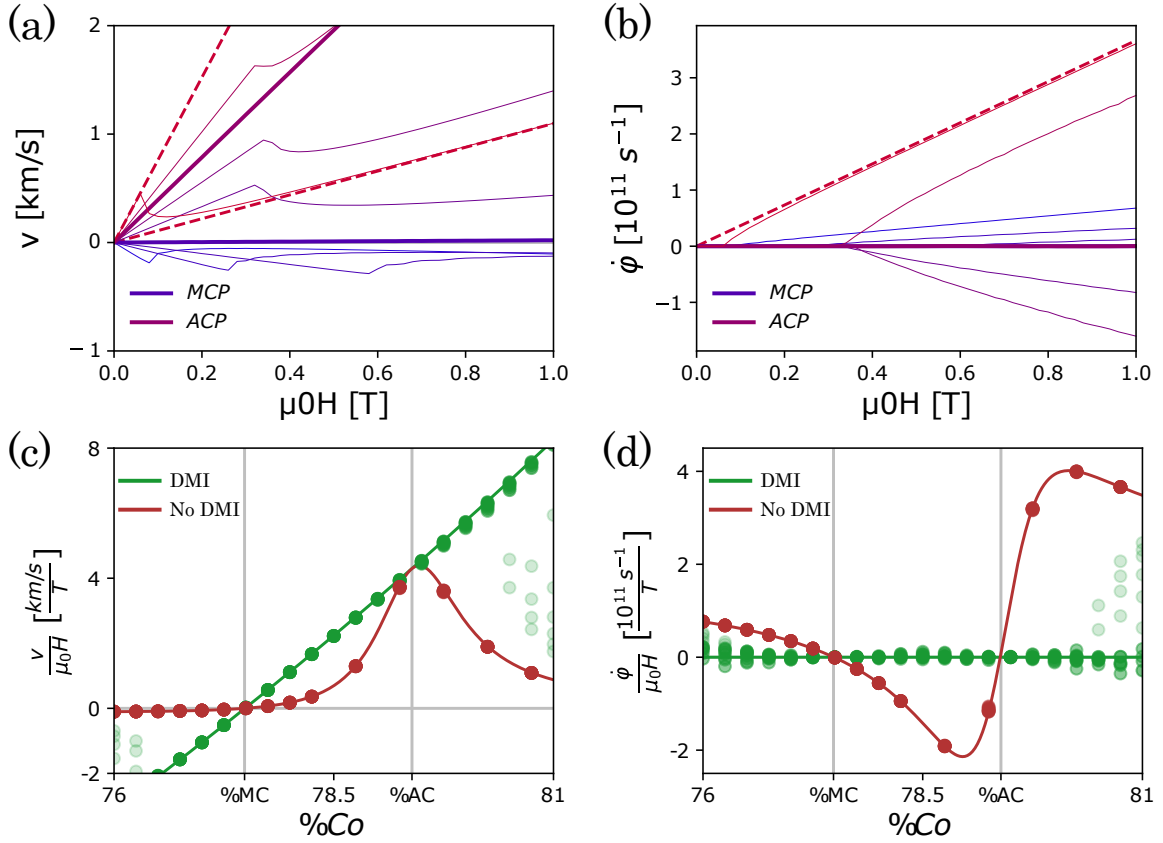 (a)
2
1
0
− 1
v [km/s]
MCP
ACP
0.0 0.2 0.4 0.6 0.8 1.0
μ0H [T]
(b)
3
2
1
0
−1
φ̇ [10¹¹ s⁻¹]
MCP
ACP
0.0 0.2 0.4 0.6 0.8 1.0
μ0H [T]
(c)
8
4
0
-2
v/μ₀H [km/s/T]
DMI
No DMI
76 %MC 78.5 %AC 81
%Co
(d)
4
2
0
-2
φ̇/μ₀H [10¹¹ s⁻¹/T]
DMI
No DMI
76 %MC 78.5 %AC 81
%Co